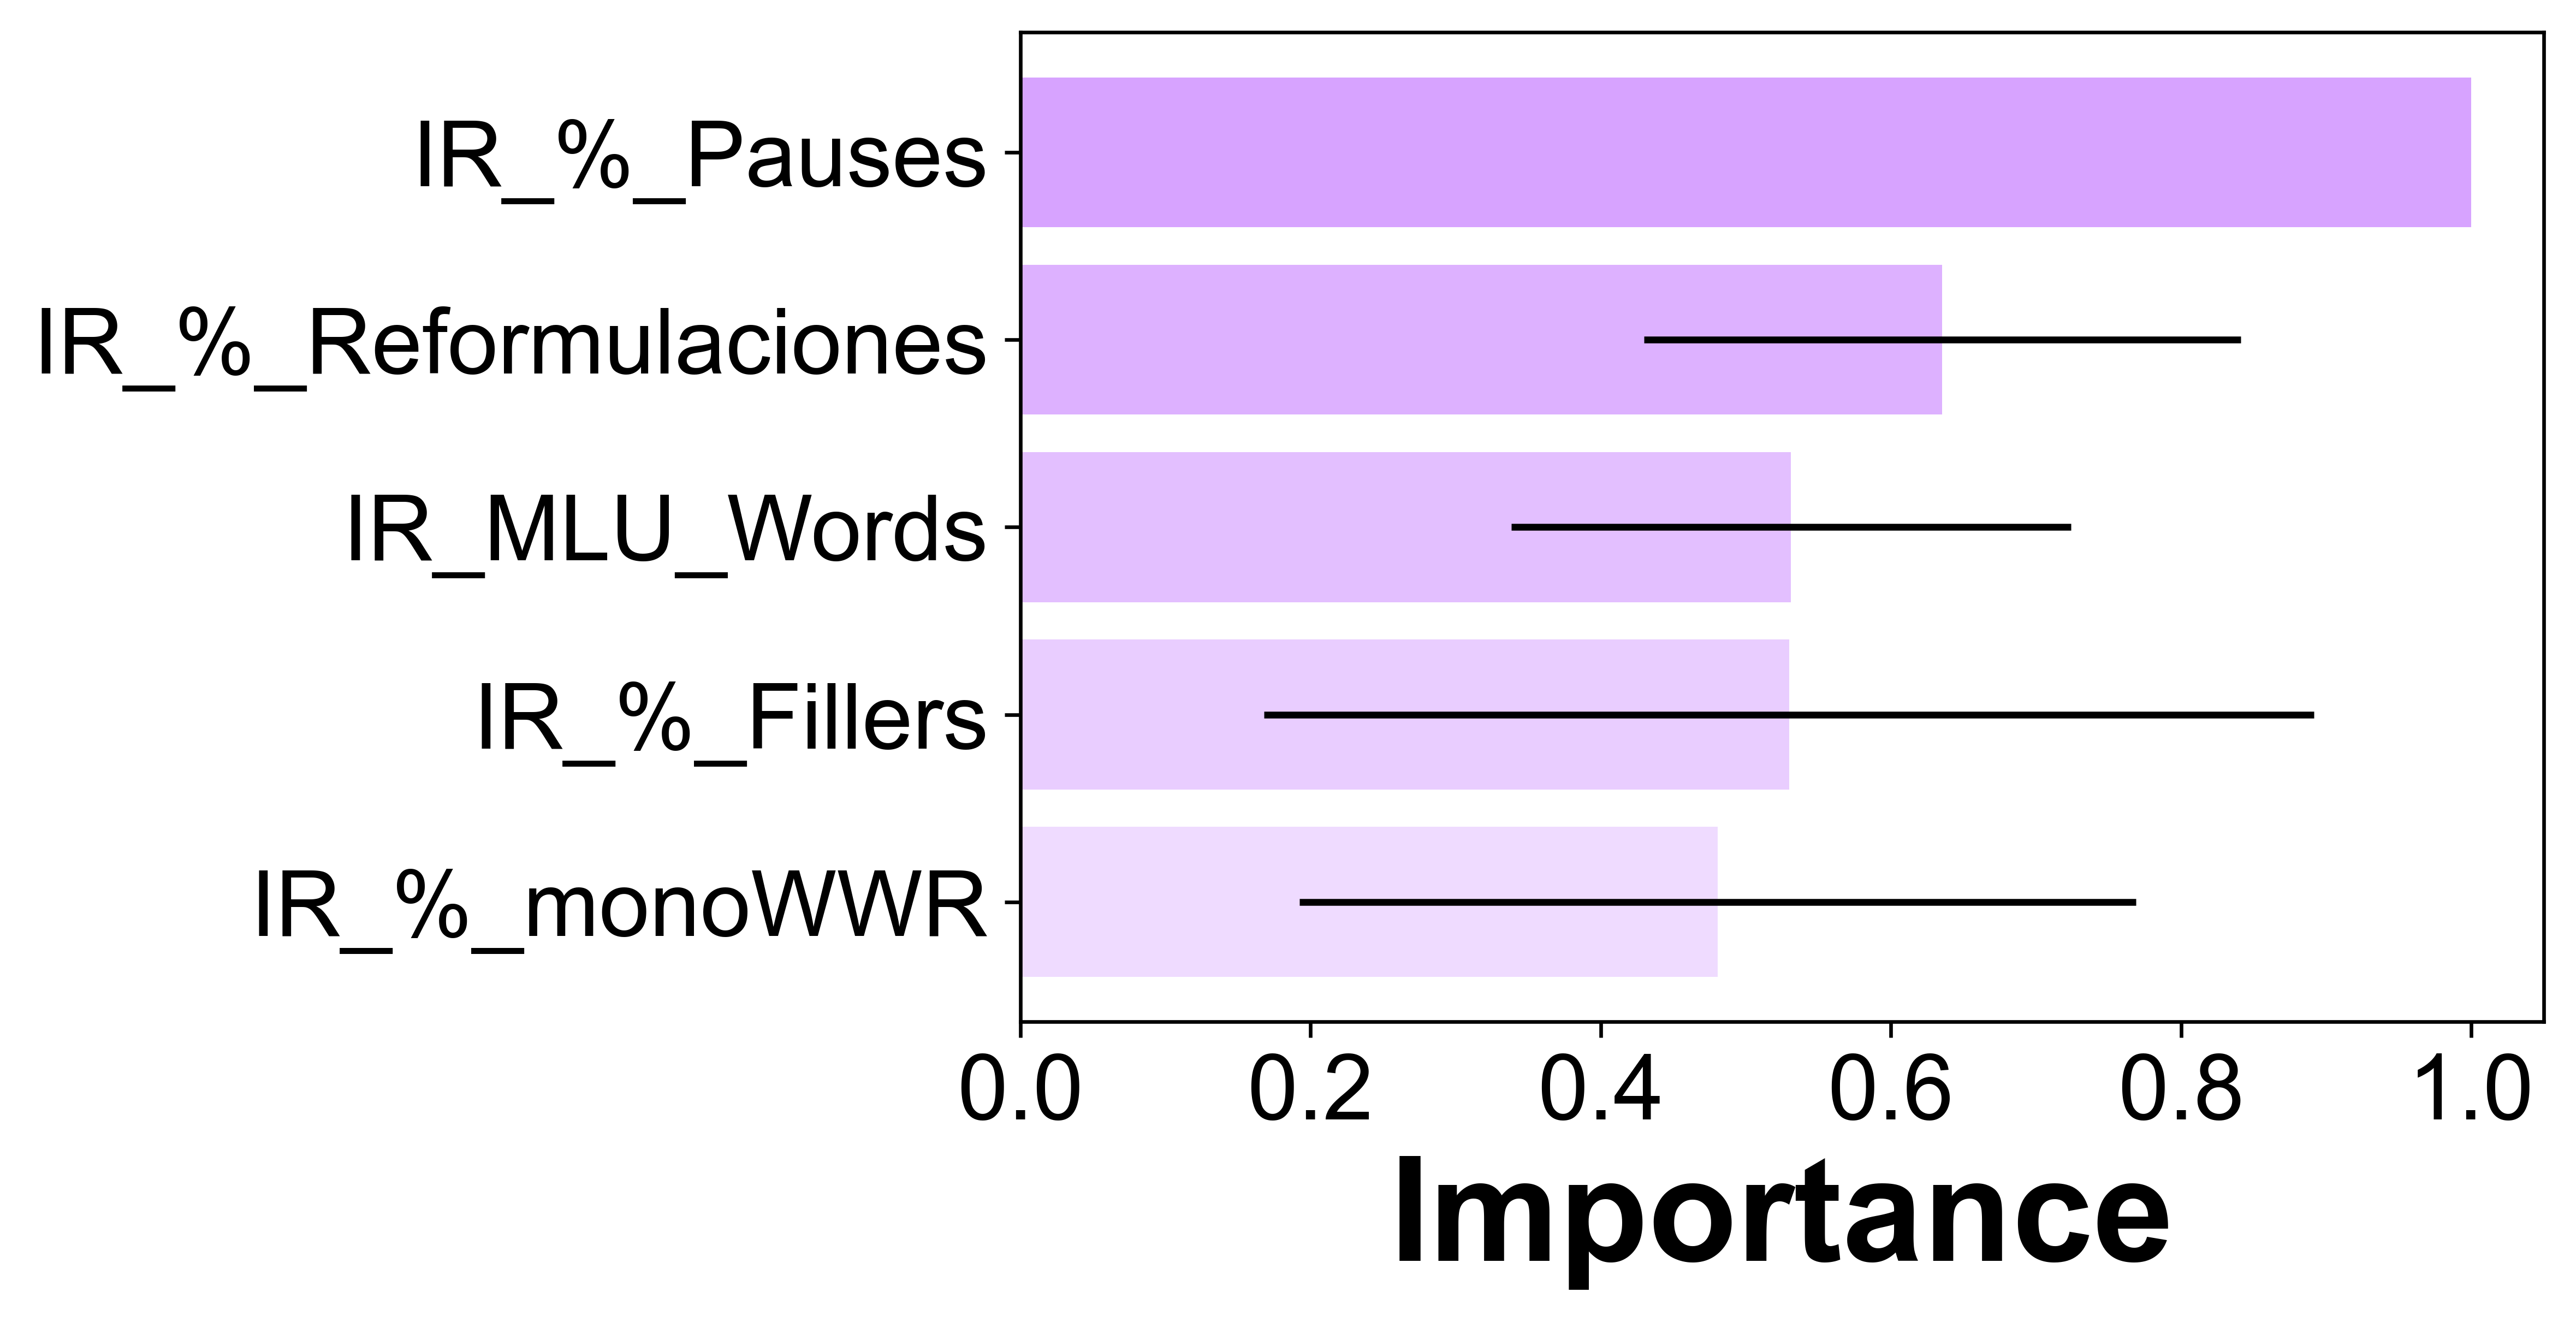 IR_%_Pauses
IR_%_Reformulaciones
IR_MLU_Words
IR_%_Fillers
IR_%_monoWWR
0.0 0.2 0.4 0.6 0.8 1.0
Importance